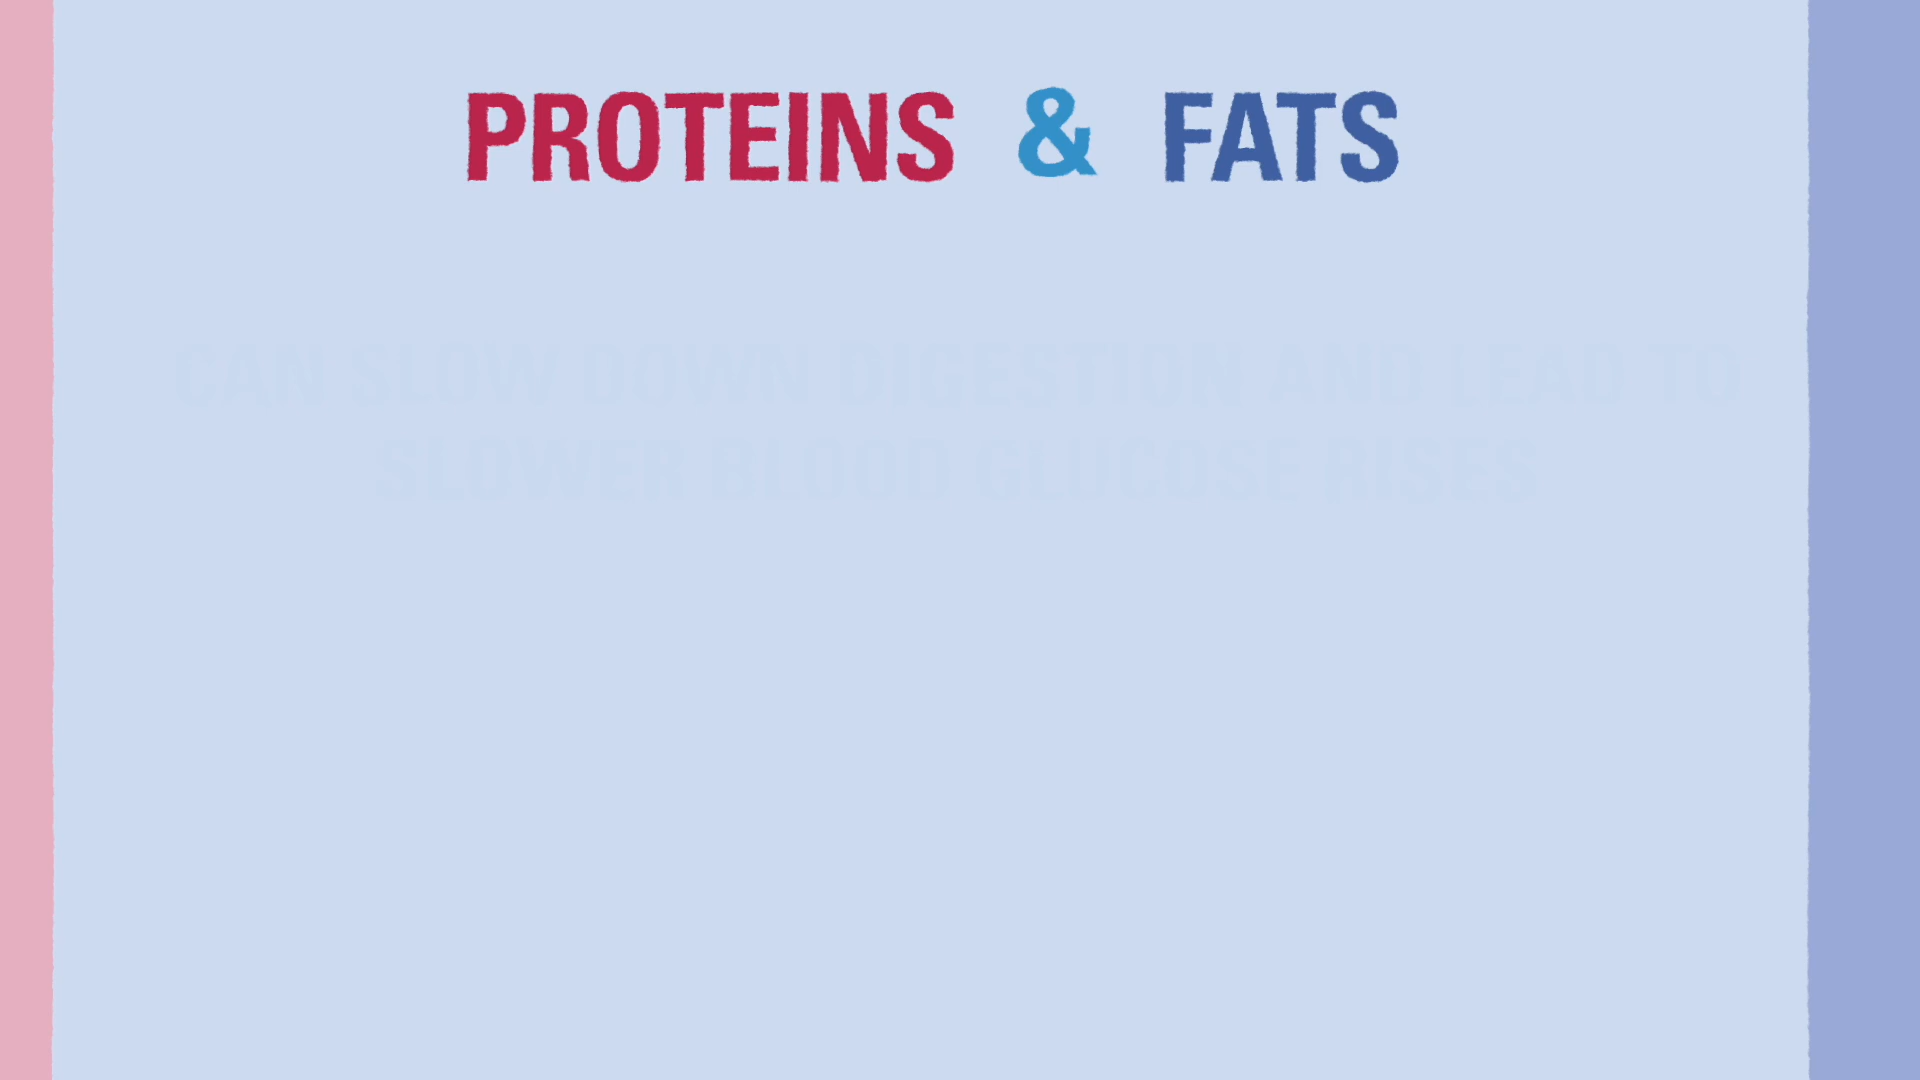 PROTEINS & FATS
CAN SLOW DOWN DIGESTION AND LEAD TO
SLOWER BLOOD GLUCOSE RISES